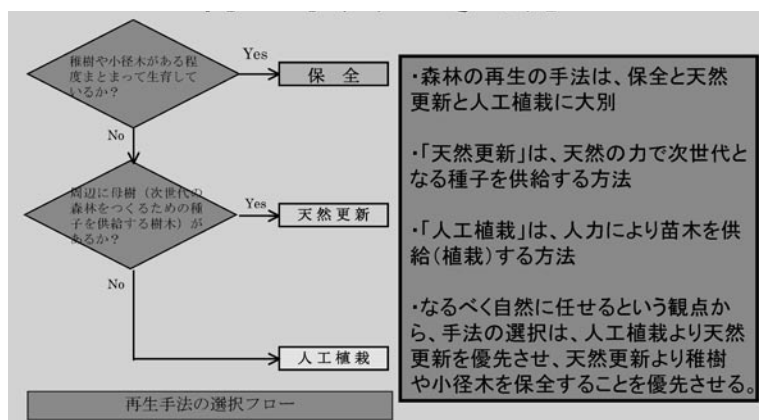 稚樹や小径木がある程
度まとまって生育して
いるか？
Yes
保 全
No
周辺に母樹（次世代の
森林をつくるための種
子を供給する樹木）が
あるか？
Yes
天然更新
No
人工植栽
再生手法の選択フロー
・森林の再生の手法は、保全と天然
更新と人工植栽に大別
・「天然更新」は、天然の力で次世代と
なる種子を供給する方法
・「人工植栽」は、人力により苗木を供
給(植栽)する方法
・なるべく自然に任せるという観点か
ら、手法の選択は、人工植栽より天然
更新を優先させ、天然更新より稚樹
や小径木を保全することを優先させる。